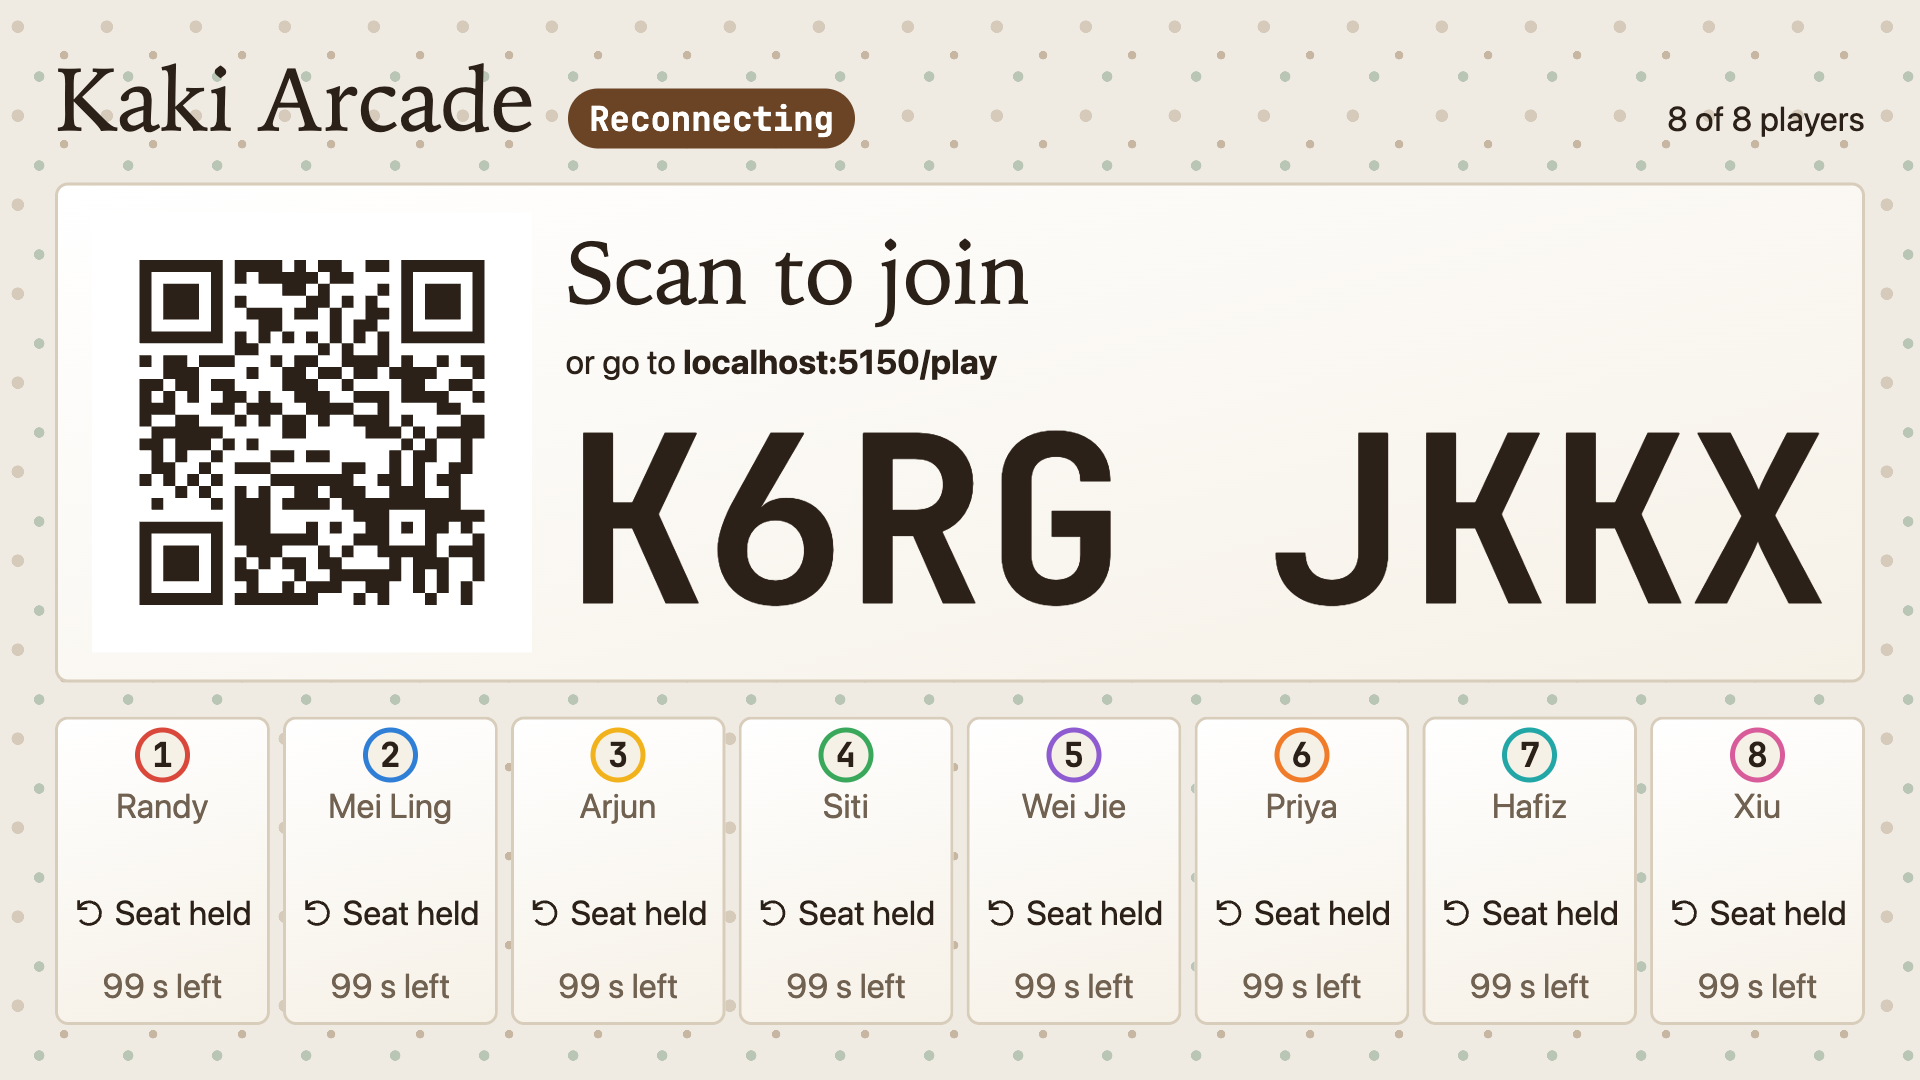 Kaki Arcade
Reconnecting
8 of 8 players
Scan to join
or go to localhost:5150/play
K6RG JKKX
1
Randy
Seat held
99 s left
2
Mei Ling
Seat held
99 s left
3
Arjun
Seat held
99 s left
4
Siti
Seat held
99 s left
5
Wei Jie
Seat held
99 s left
6
Priya
Seat held
99 s left
7
Hafiz
Seat held
99 s left
8
Xiu
Seat held
99 s left